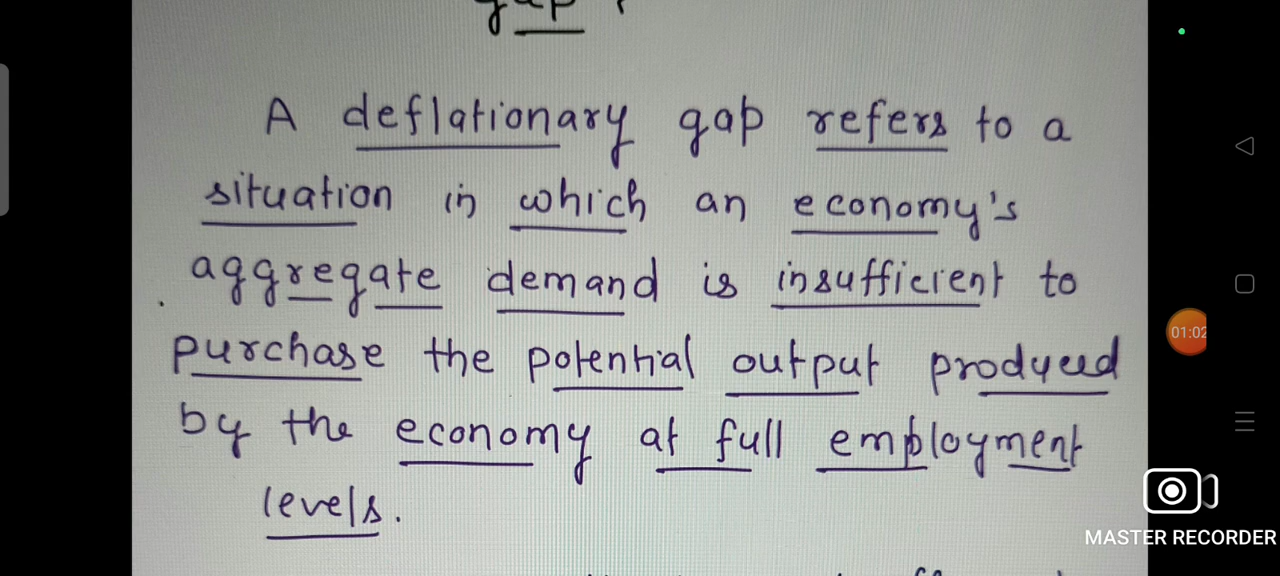 gap ?
A deflationary gap refers to a
situation in which an economy's
aggregate demand is insufficient to
purchase the potential output produced
by the economy at full employment
levels.
01:02
MASTER RECORDER